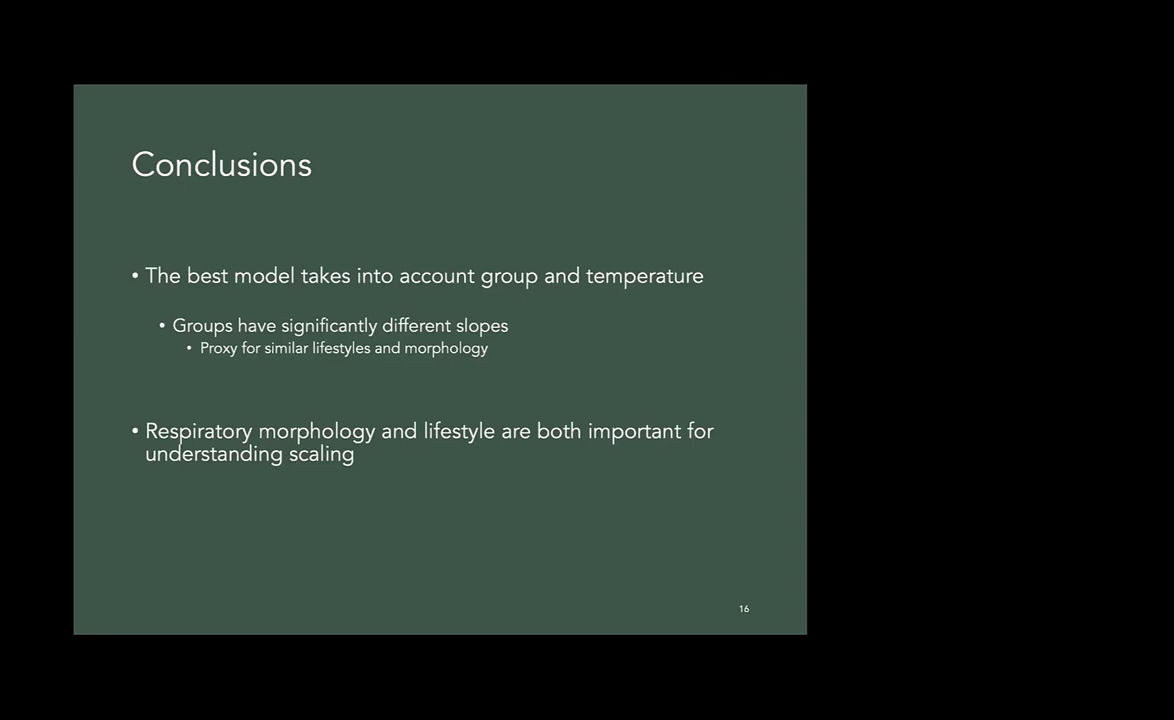 Conclusions
• The best model takes into account group and temperature
• Groups have significantly different slopes
• Proxy for similar lifestyles and morphology
• Respiratory morphology and lifestyle are both important for
understanding scaling
16